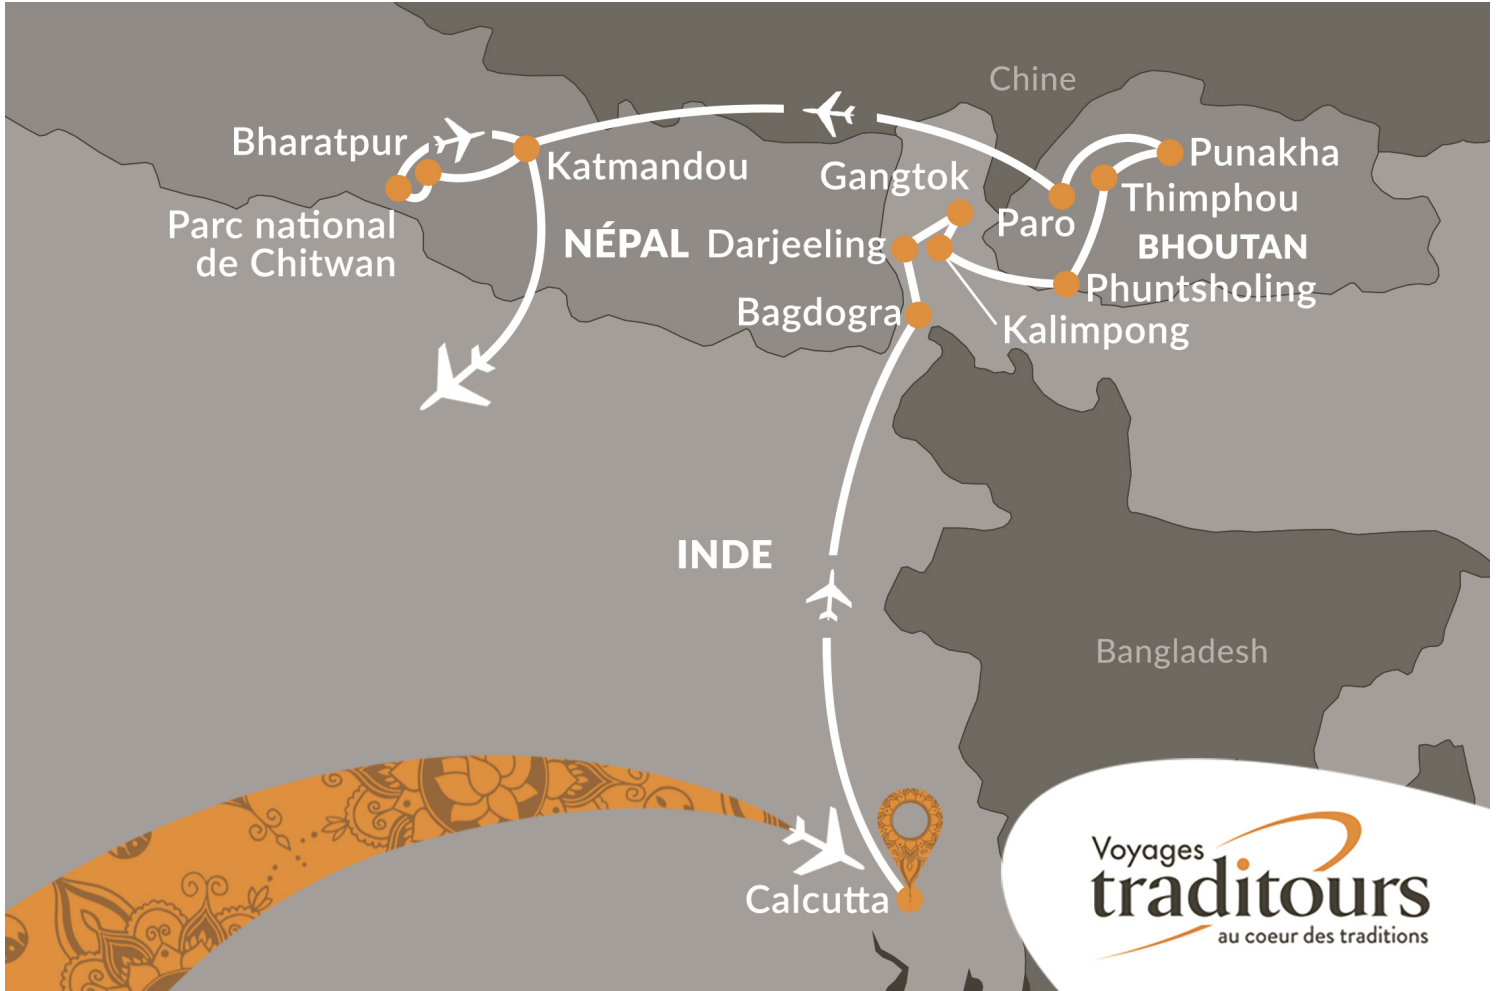 Chine
Bharatpur
Punakha
Katmandou
Gangtok
Thimphou
Parc national
de Chitwan
Paro
NÉPAL
Darjeeling
BHOUTAN
Phuntsholing
Bagdogra
Kalimpong
INDE
Bangladesh
Calcutta
Voyages
traditours
au coeur des traditions